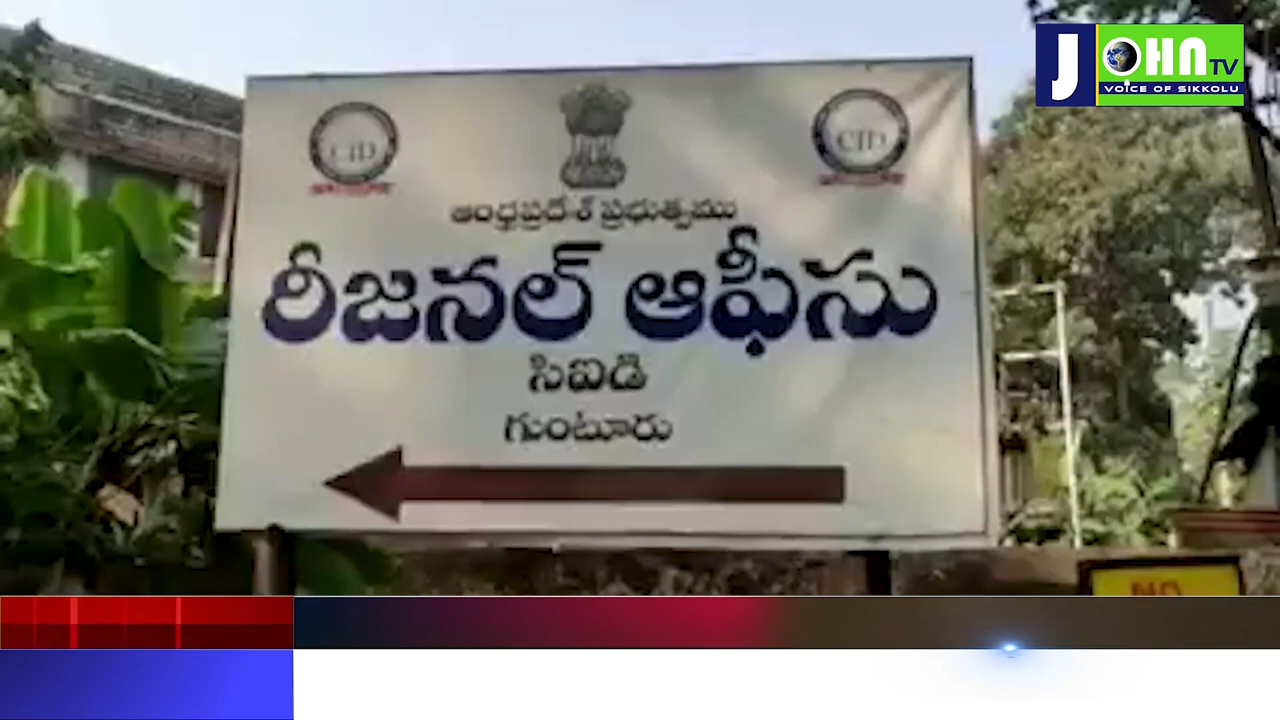 JOHN TV
VOICE OF SIKKOLU
CID
CID
ఆంధ్రప్రదేశ్ ప్రభుత్వము
రీజనల్ ఆఫీసు
సిఐడి
గుంటూరు
NO